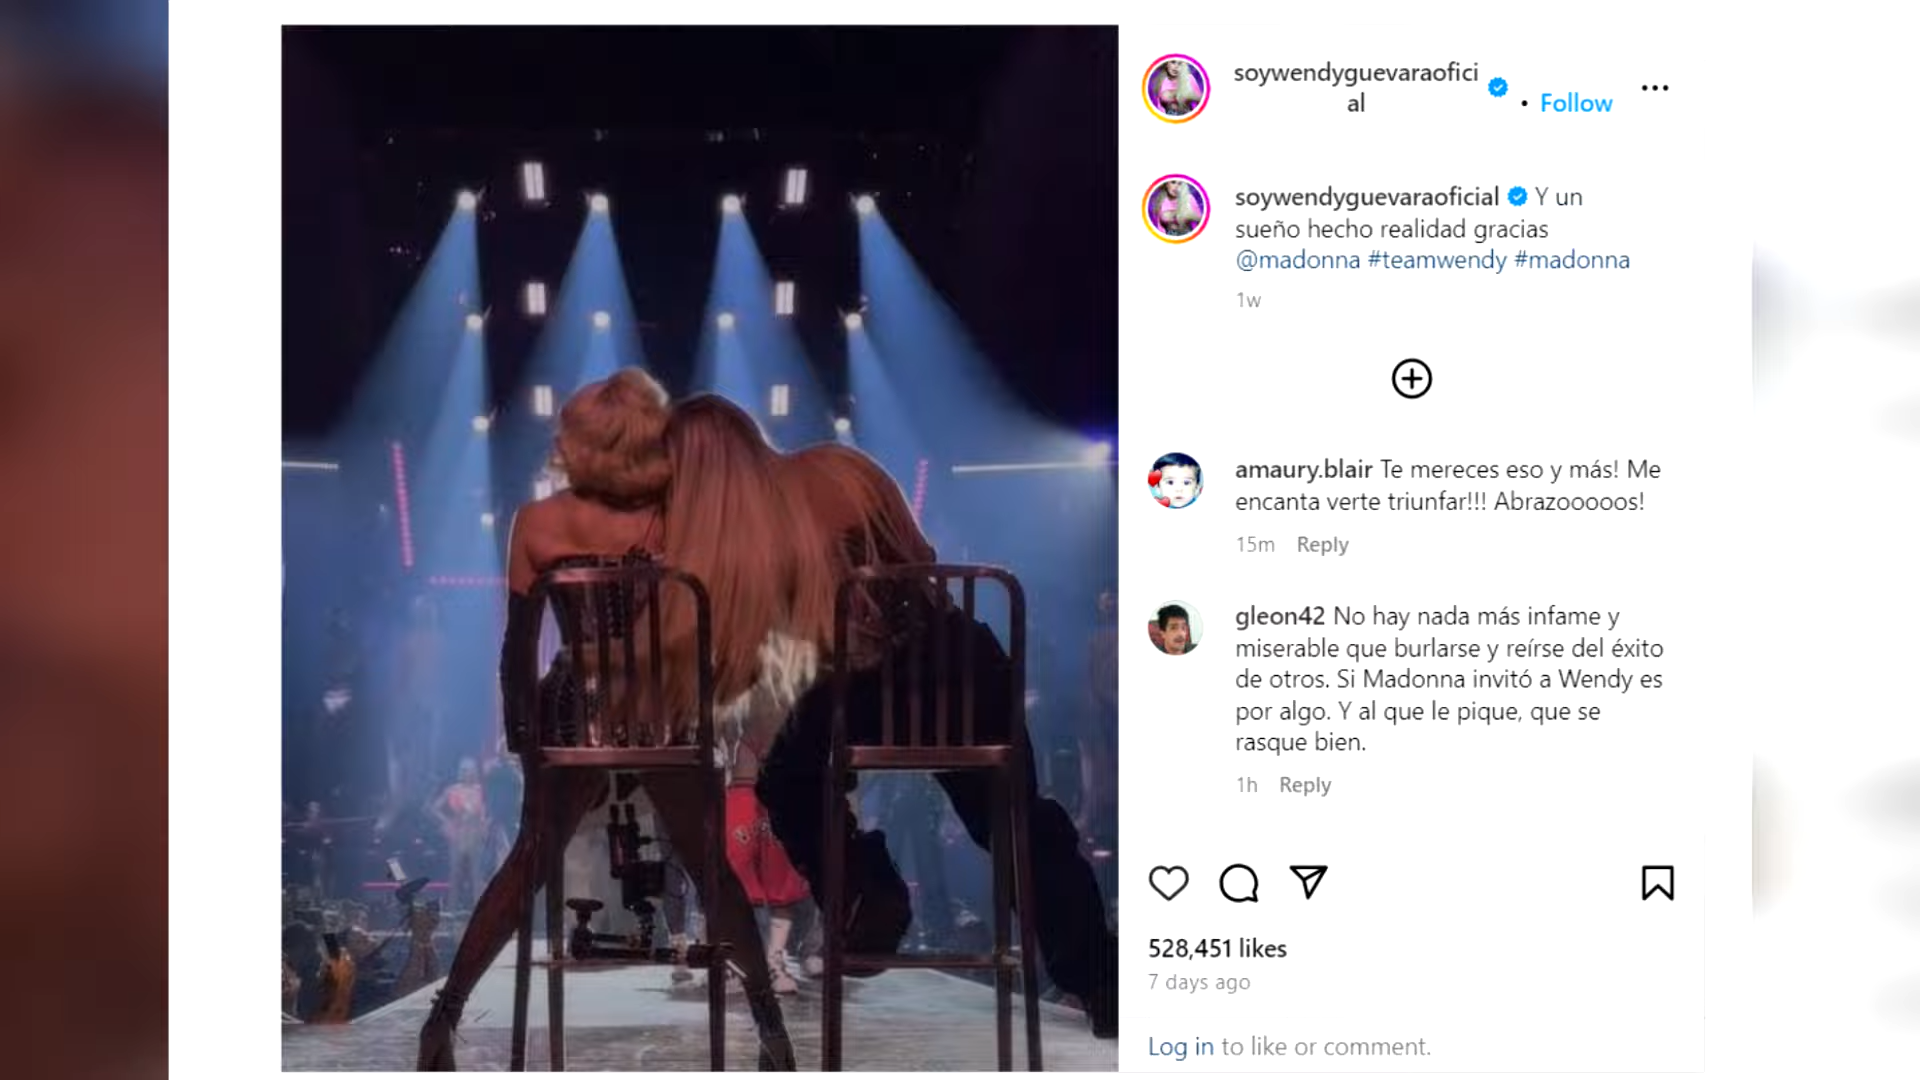 soywendyguevaraofici
al
• Follow
soywendyguevaraoficial Y un
sueño hecho realidad gracias
@madonna #teamwendy #madonna
1w
amaury.blair Te mereces eso y más! Me
encanta verte triunfar!!! Abrazooooos!
15m Reply
gleon42 No hay nada más infame y
miserable que burlarse y reírse del éxito
de otros. Si Madonna invitó a Wendy es
por algo. Y al que le pique, que se
rasque bien.
1h Reply
528,451 likes
7 days ago
Log in to like or comment.